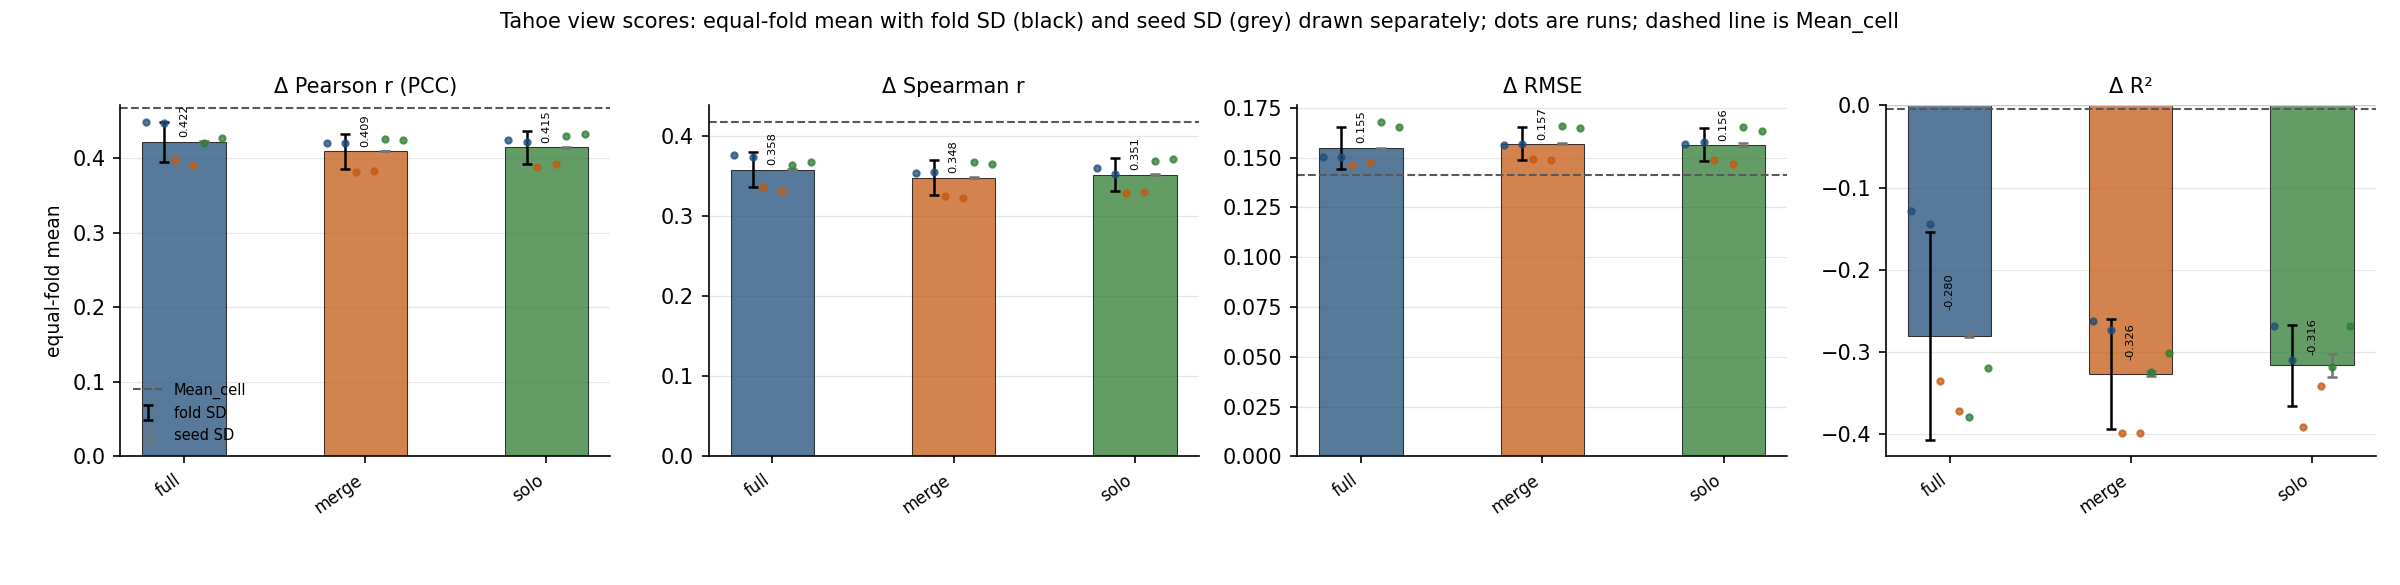 Tahoe view scores: equal-fold mean with fold SD (black) and seed SD (grey) drawn separately; dots are runs; dashed line is Mean_cell
Δ Pearson r (PCC)
equal-fold mean
0.4
0.3
0.2
0.1
0.0
0.422
0.409
0.415
Mean_cell
fold SD
seed SD
full
merge
solo
Δ Spearman r
0.4
0.3
0.2
0.1
0.0
0.358
0.348
0.351
full
merge
solo
Δ RMSE
0.175
0.150
0.125
0.100
0.075
0.050
0.025
0.000
0.155
0.157
0.156
full
merge
solo
Δ R²
0.0
−0.1
−0.2
−0.3
−0.4
-0.280
-0.326
-0.316
full
merge
solo